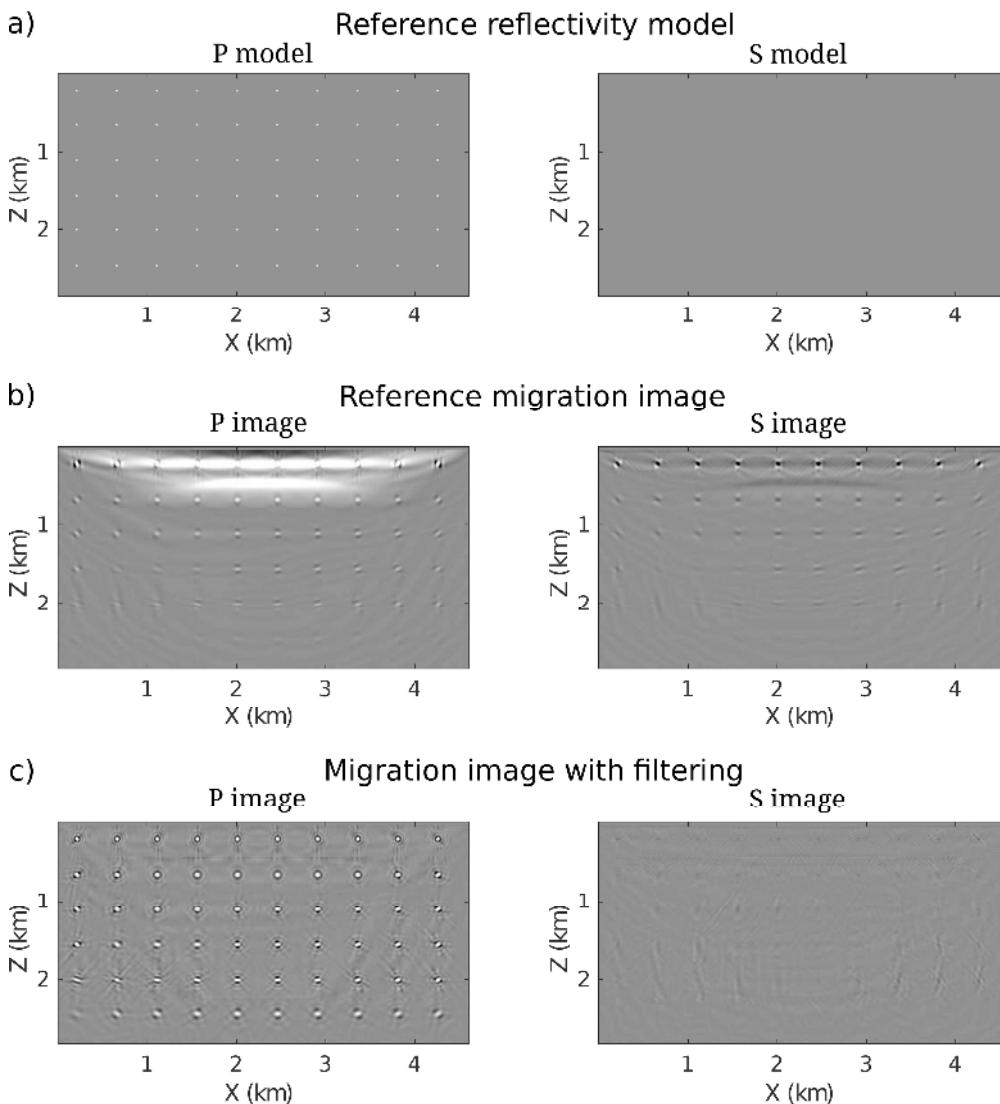 a)
Reference reflectivity model
P model
S model
Z (km)
1
2
1 2 3 4
X (km)
Z (km)
1
2
1 2 3 4
X (km)
b)
Reference migration image
P image
S image
Z (km)
1
2
1 2 3 4
X (km)
Z (km)
1
2
1 2 3 4
X (km)
c)
Migration image with filtering
P image
S image
Z (km)
1
2
1 2 3 4
X (km)
Z (km)
1
2
1 2 3 4
X (km)